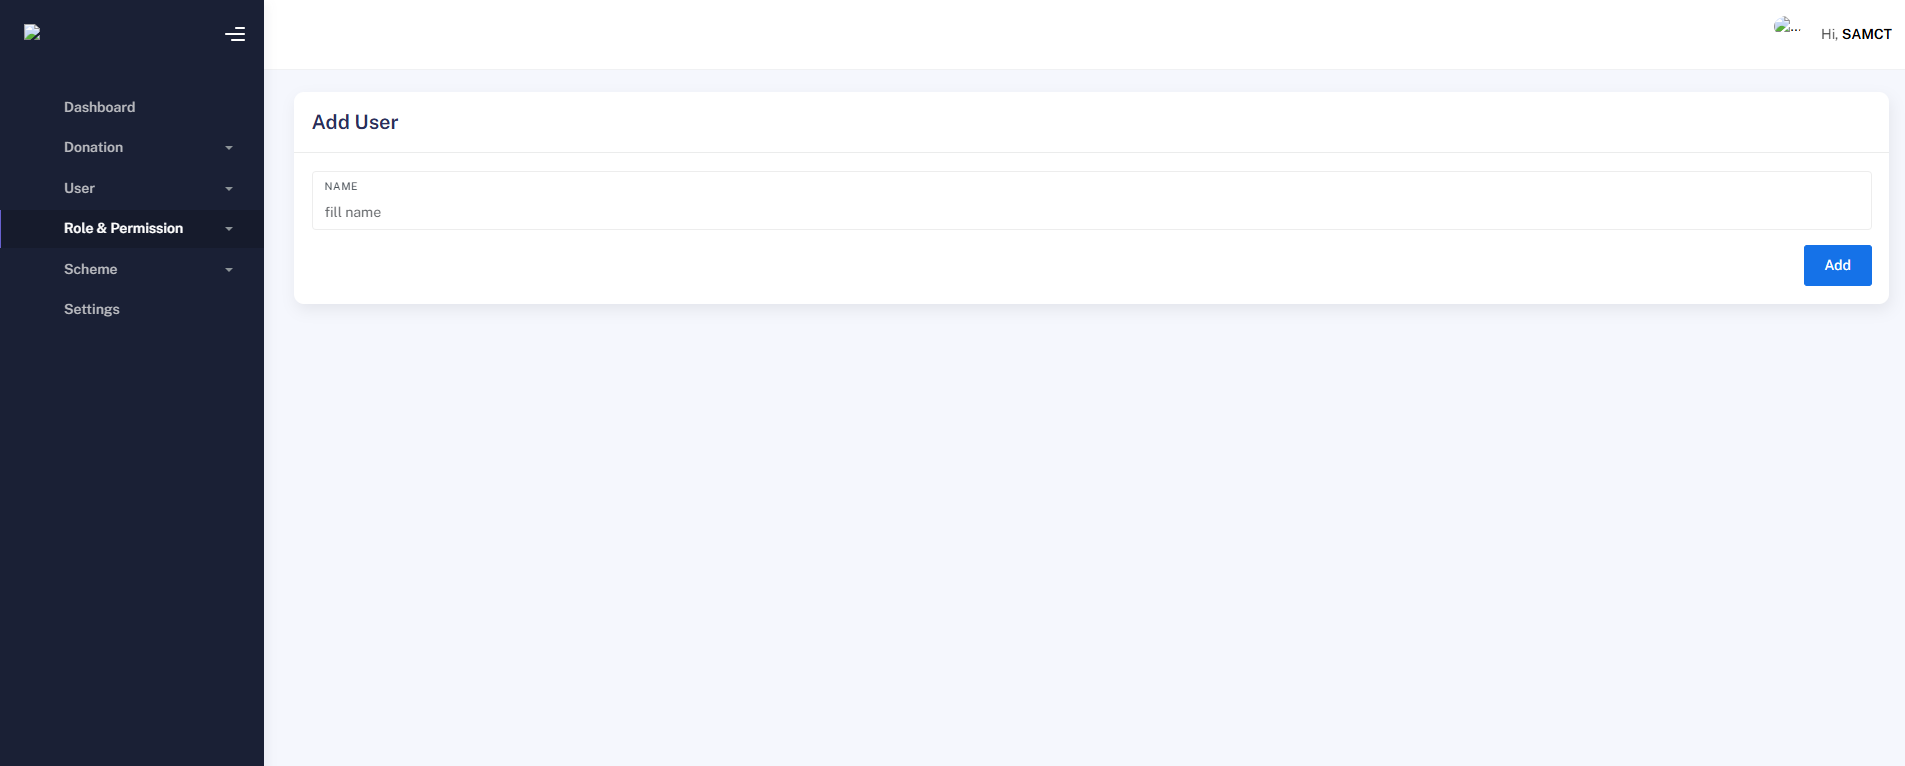 Hi, SAMCT
Dashboard
Donation
User
Role & Permission
Scheme
Settings
Add User
NAME
fill name
Add